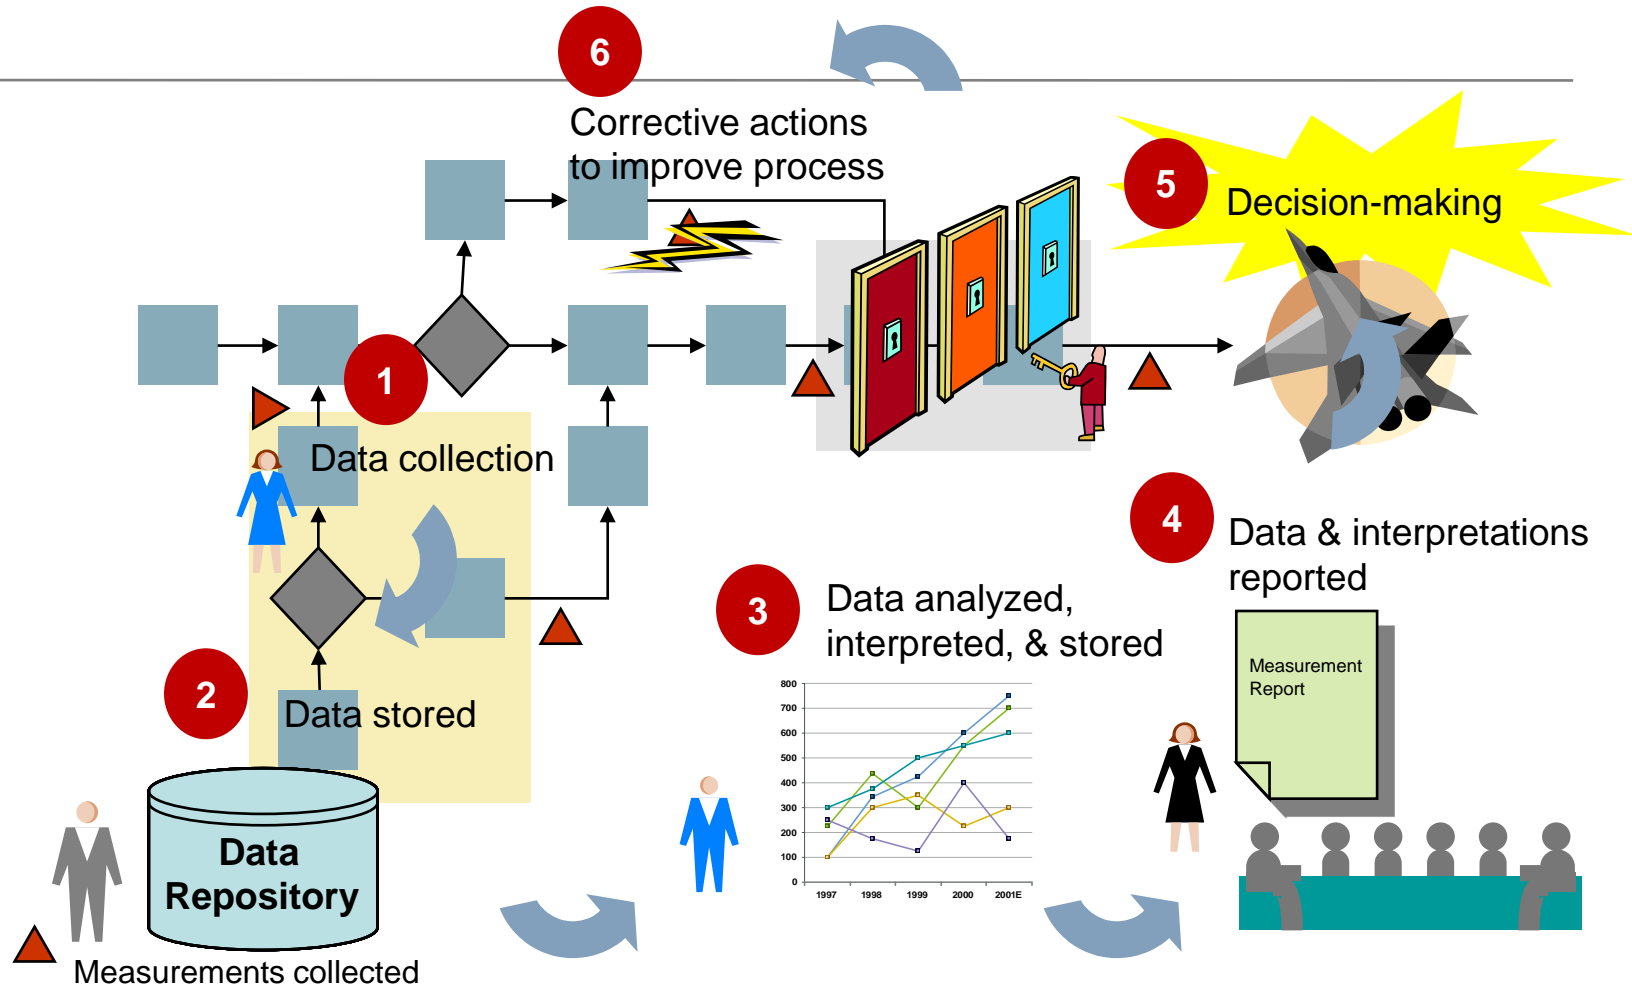 6
Corrective actions
to improve process
5
Decision-making
1
Data collection
4
Data & interpretations
reported
3
Data analyzed,
interpreted, & stored
2
Data stored
Measurement
Report
800
700
600
500
400
300
200
100
0
1997 1998 1999 2000 2001E
Data
Repository
Measurements collected